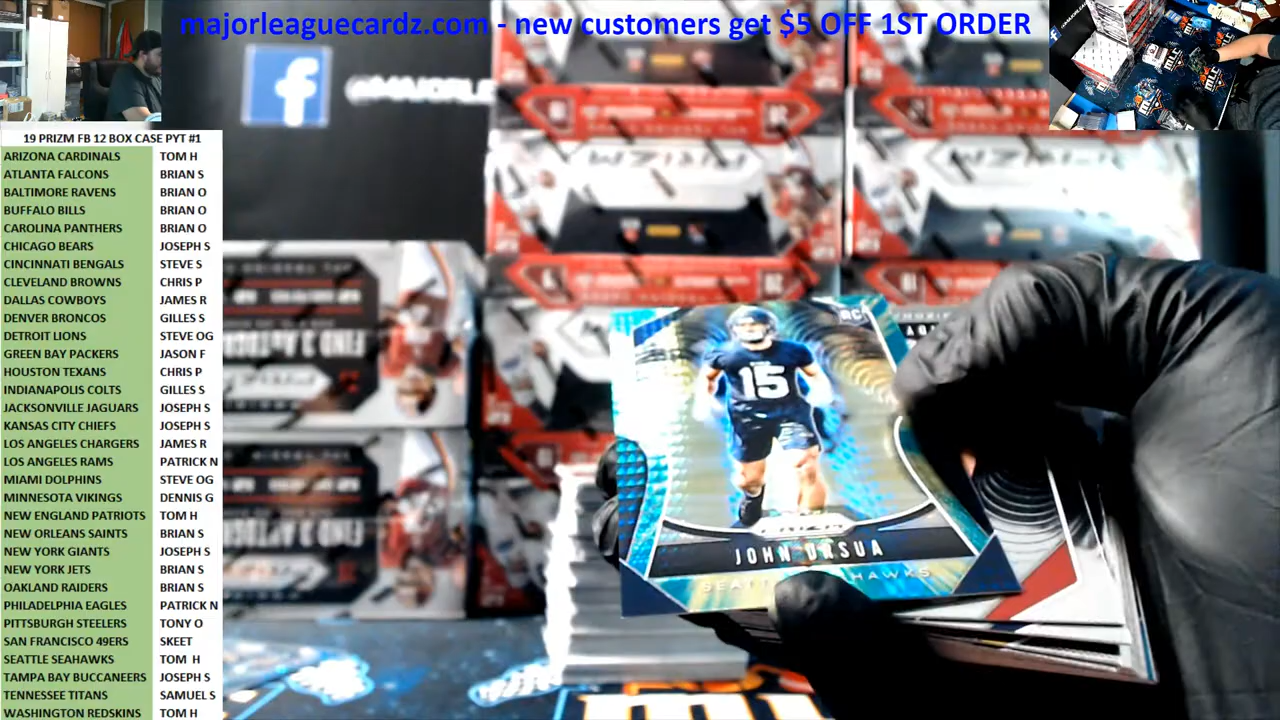 majorleaguecardz.com - new customers get $5 OFF 1ST ORDER
19 PRIZM FB 12 BOX CASE PYT #1
ARIZONA CARDINALS TOM H
ATLANTA FALCONS BRIAN S
BALTIMORE RAVENS BRIAN O
BUFFALO BILLS BRIAN O
CAROLINA PANTHERS BRIAN O
CHICAGO BEARS JOSEPH S
CINCINNATI BENGALS STEVE S
CLEVELAND BROWNS CHRIS P
DALLAS COWBOYS JAMES R
DENVER BRONCOS GILLES S
DETROIT LIONS STEVE OG
GREEN BAY PACKERS JASON F
HOUSTON TEXANS CHRIS P
INDIANAPOLIS COLTS GILLES S
JACKSONVILLE JAGUARS JOSEPH S
KANSAS CITY CHIEFS JOSEPH S
LOS ANGELES CHARGERS JAMES R
LOS ANGELES RAMS PATRICK N
MIAMI DOLPHINS STEVE OG
MINNESOTA VIKINGS DENNIS G
NEW ENGLAND PATRIOTS TOM H
NEW ORLEANS SAINTS BRIAN S
NEW YORK GIANTS JOSEPH S
NEW YORK JETS BRIAN S
OAKLAND RAIDERS BRIAN S
PHILADELPHIA EAGLES PATRICK N
PITTSBURGH STEELERS TONY O
SAN FRANCISCO 49ERS SKEET
SEATTLE SEAHAWKS TOM H
TAMPA BAY BUCCANEERS JOSEPH S
TENNESSEE TITANS SAMUEL S
WASHINGTON REDSKINS TOM H
f
PRIZM
PRIZM
RC
15
PRIZM
JOHN URSUA